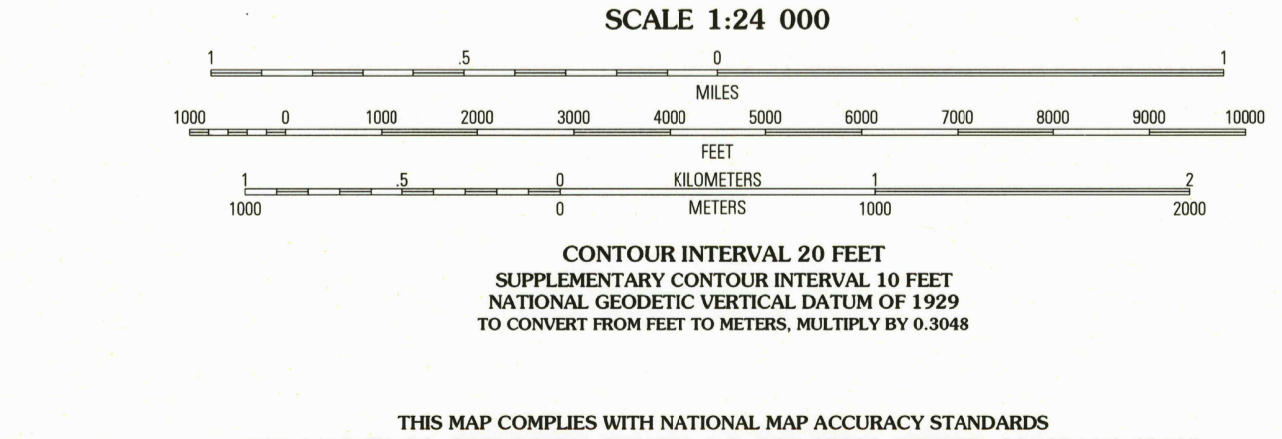 SCALE 1:24 000
1 .5 0 1
MILES
1000 0 1000 2000 3000 4000 5000 6000 7000 8000 9000 10000
FEET
1 .5 0 KILOMETERS 1 2
1000 0 METERS 1000 2000
CONTOUR INTERVAL 20 FEET
SUPPLEMENTARY CONTOUR INTERVAL 10 FEET
NATIONAL GEODETIC VERTICAL DATUM OF 1929
TO CONVERT FROM FEET TO METERS, MULTIPLY BY 0.3048
THIS MAP COMPLIES WITH NATIONAL MAP ACCURACY STANDARDS